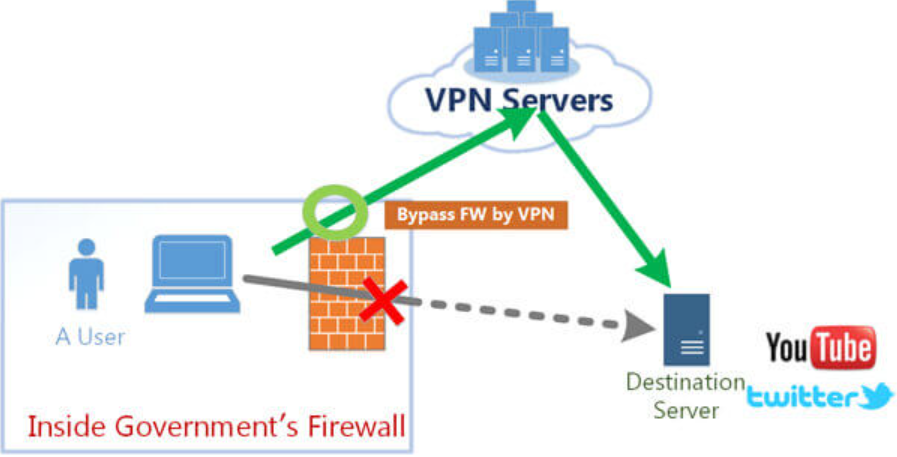 VPN Servers
Bypass FW by VPN
A User
YouTube
Destination
Server
twitter
Inside Government's Firewall